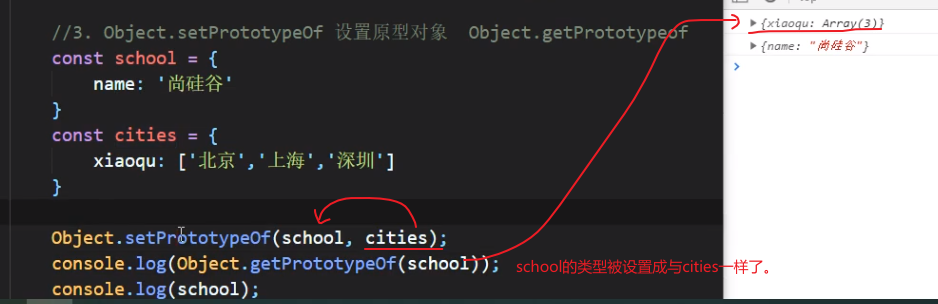 //3. Object.setPrototypeOf 设置原型对象  Object.getPrototypeof
const school = {
name: '尚硅谷'
}
const cities = {
xiaoqu: ['北京','上海','深圳']
}
Object.setPrototypeOf(school, cities);
console.log(Object.getPrototypeOf(school));
console.log(school);
school的类型被设置成与cities一样了。
▶{xiaoqu: Array(3)}
▶{name: "尚硅谷"}
>